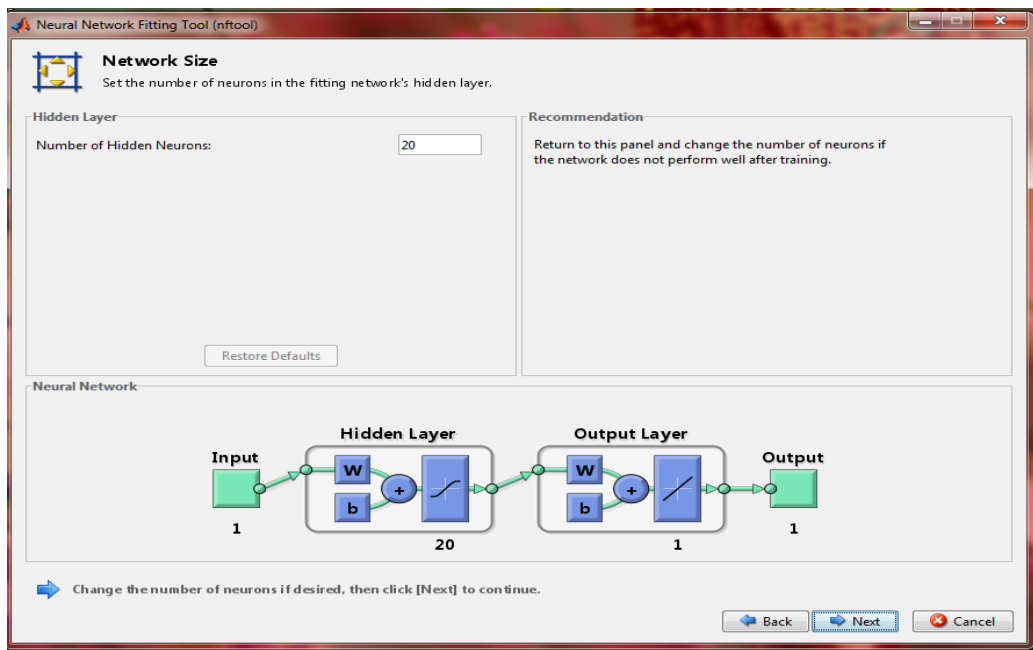 Neural Network Fitting Tool (nftool)
Network Size
Set the number of neurons in the fitting network's hidden layer.
Hidden Layer
Number of Hidden Neurons: 20
Restore Defaults
Recommendation
Return to this panel and change the number of neurons if
the network does not perform well after training.
Neural Network
Hidden Layer
Output Layer
Input
Output
W
b
+
W
b
+
1
20
1
1
Change the number of neurons if desired, then click [Next] to continue.
Back
Next
Cancel